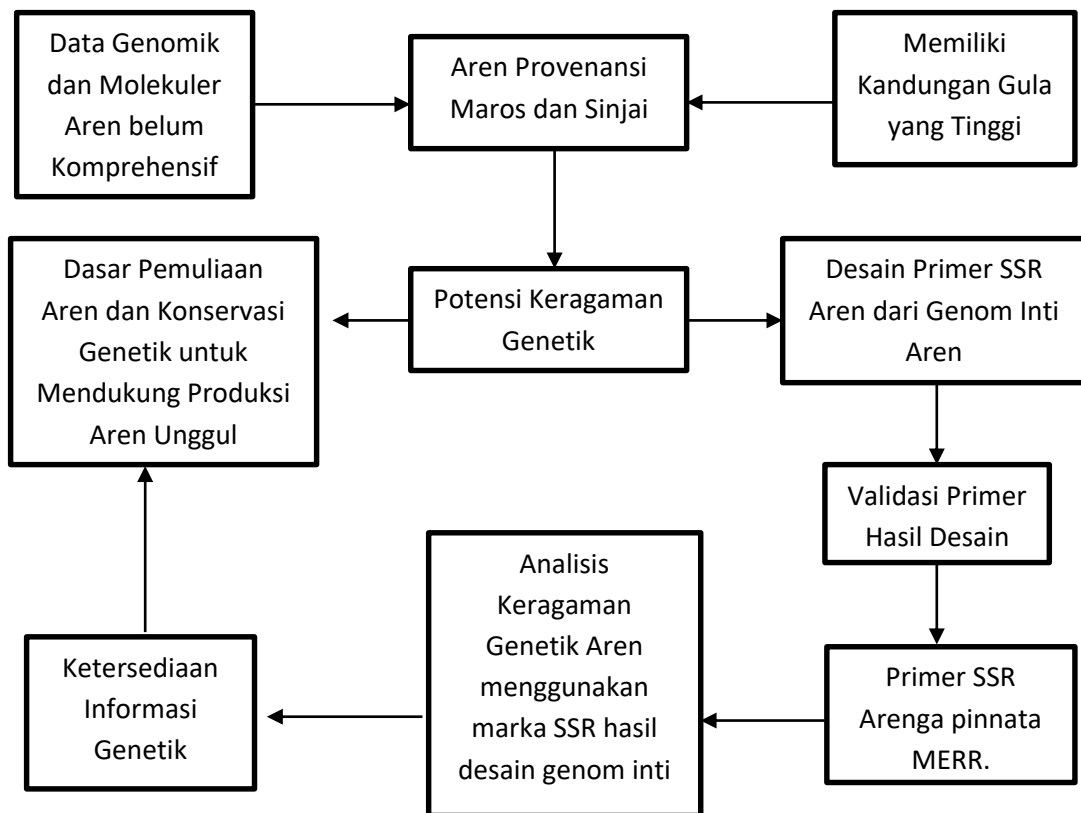 Data Genomik
dan Molekuler
Aren belum
Komprehensif
Aren Provenansi
Maros dan Sinjai
Memiliki
Kandungan Gula
yang Tinggi
Dasar Pemuliaan
Aren dan Konservasi
Genetik untuk
Mendukung Produksi
Aren Unggul
Potensi Keragaman
Genetik
Desain Primer SSR
Aren dari Genom Inti
Aren
Validasi Primer
Hasil Desain
Analisis
Keragaman
Genetik Aren
menggunakan
marka SSR hasil
desain genom inti
Ketersediaan
Informasi
Genetik
Primer SSR
Arenga pinnata
MERR.